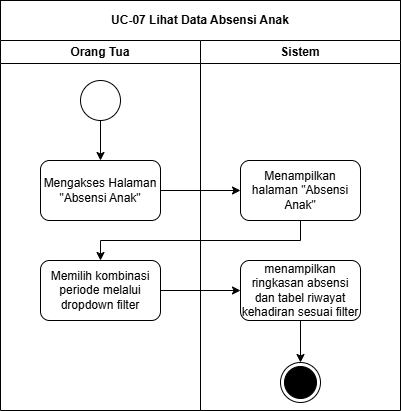 UC-07 Lihat Data Absensi Anak
Orang Tua
Sistem
Mengakses Halaman
"Absensi Anak"
Menampilkan
halaman "Absensi
Anak"
Memilih kombinasi
periode melalui
dropdown filter
menampilkan
ringkasan absensi
dan tabel riwayat
kehadiran sesuai filter